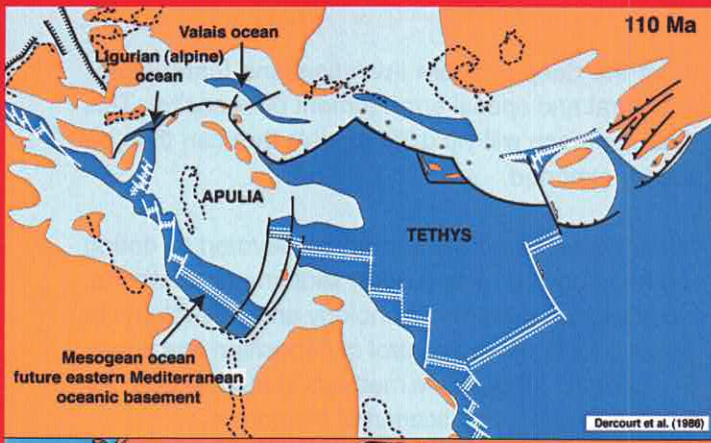 110 Ma
Valais ocean
Ligurian (alpine)
ocean
APULIA
TETHYS
Mesogean ocean
future eastern Mediterranean
oceanic basement
Dercourt et al. (1986)